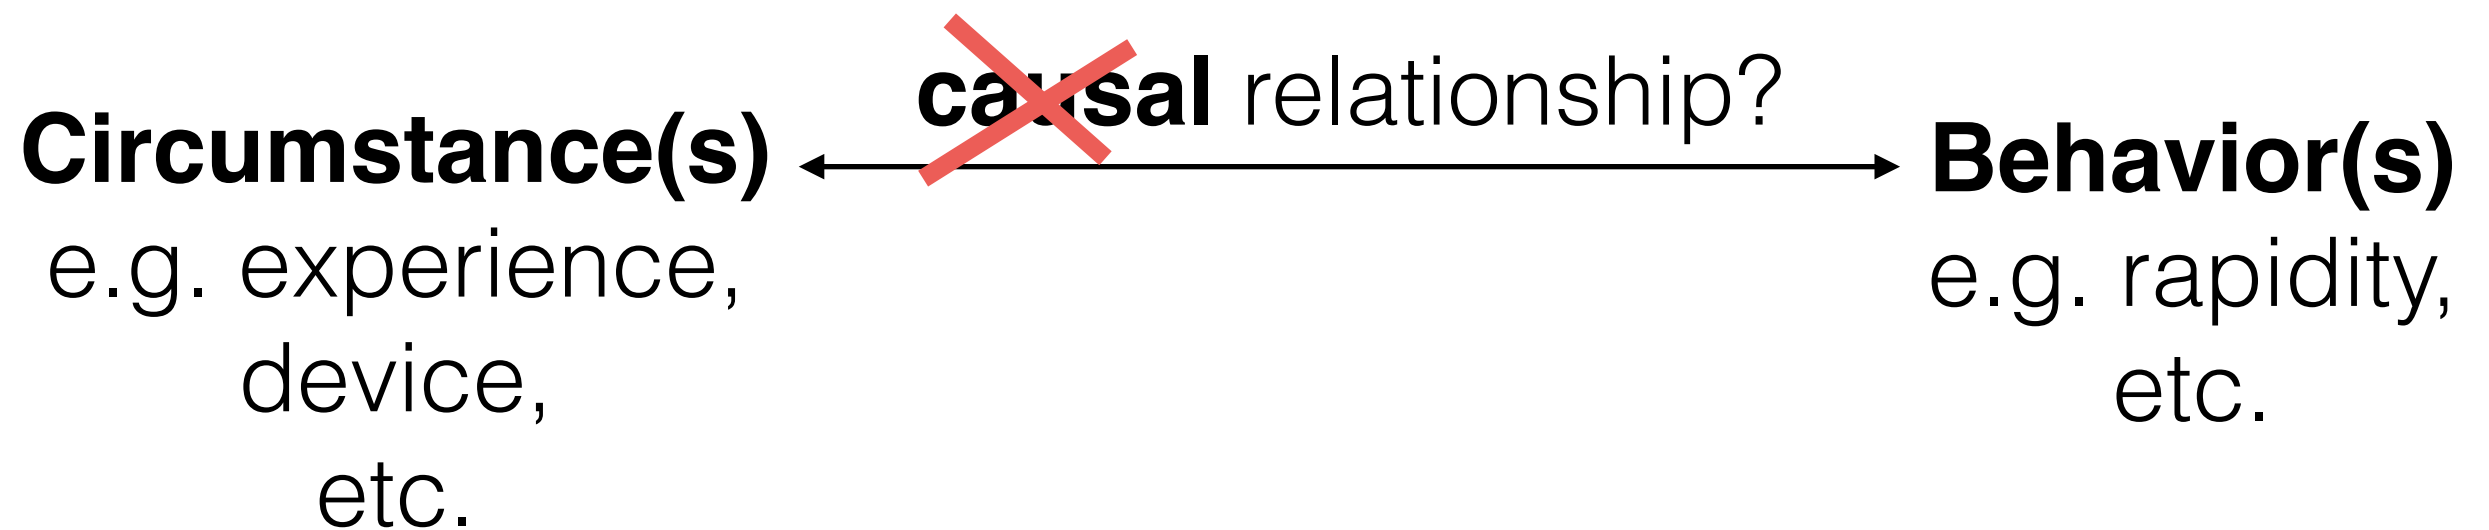 causal relationship?
Circumstance(s)
Behavior(s)
e.g. experience,
device,
etc.
e.g. rapidity,
etc.